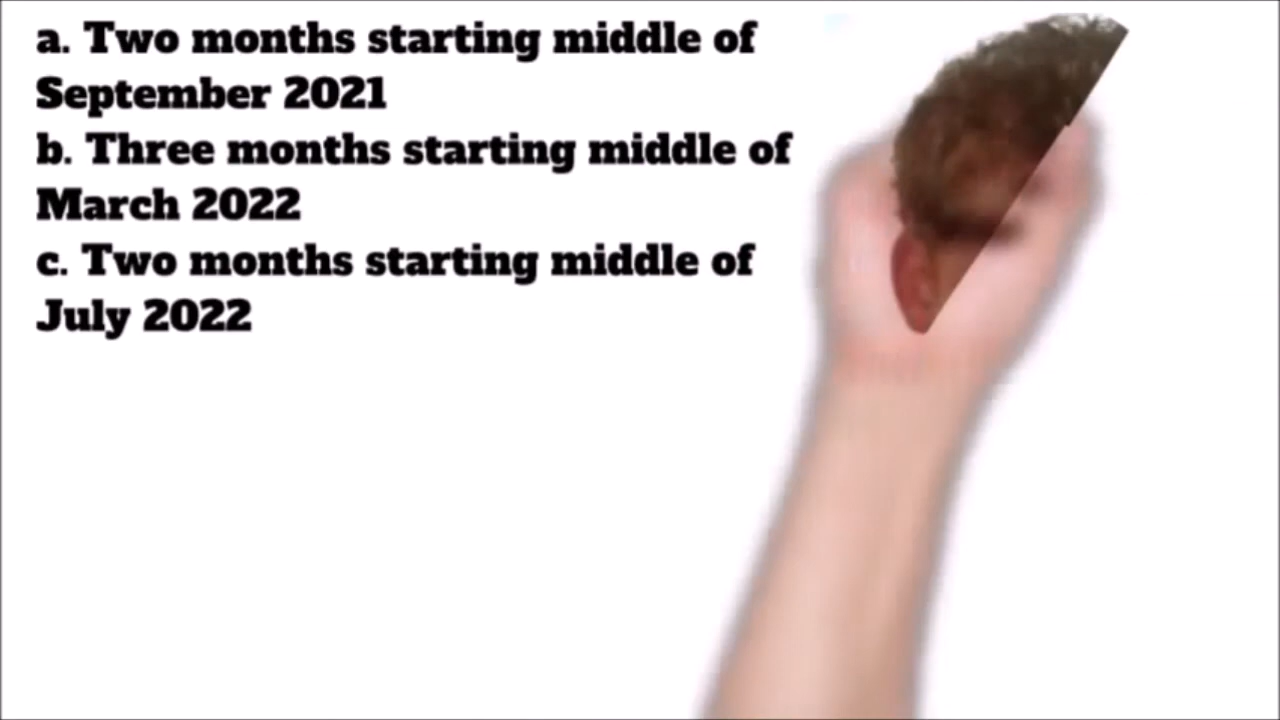 a. Two months starting middle of
September 2021
b. Three months starting middle of
March 2022
c. Two months starting middle of
July 2022